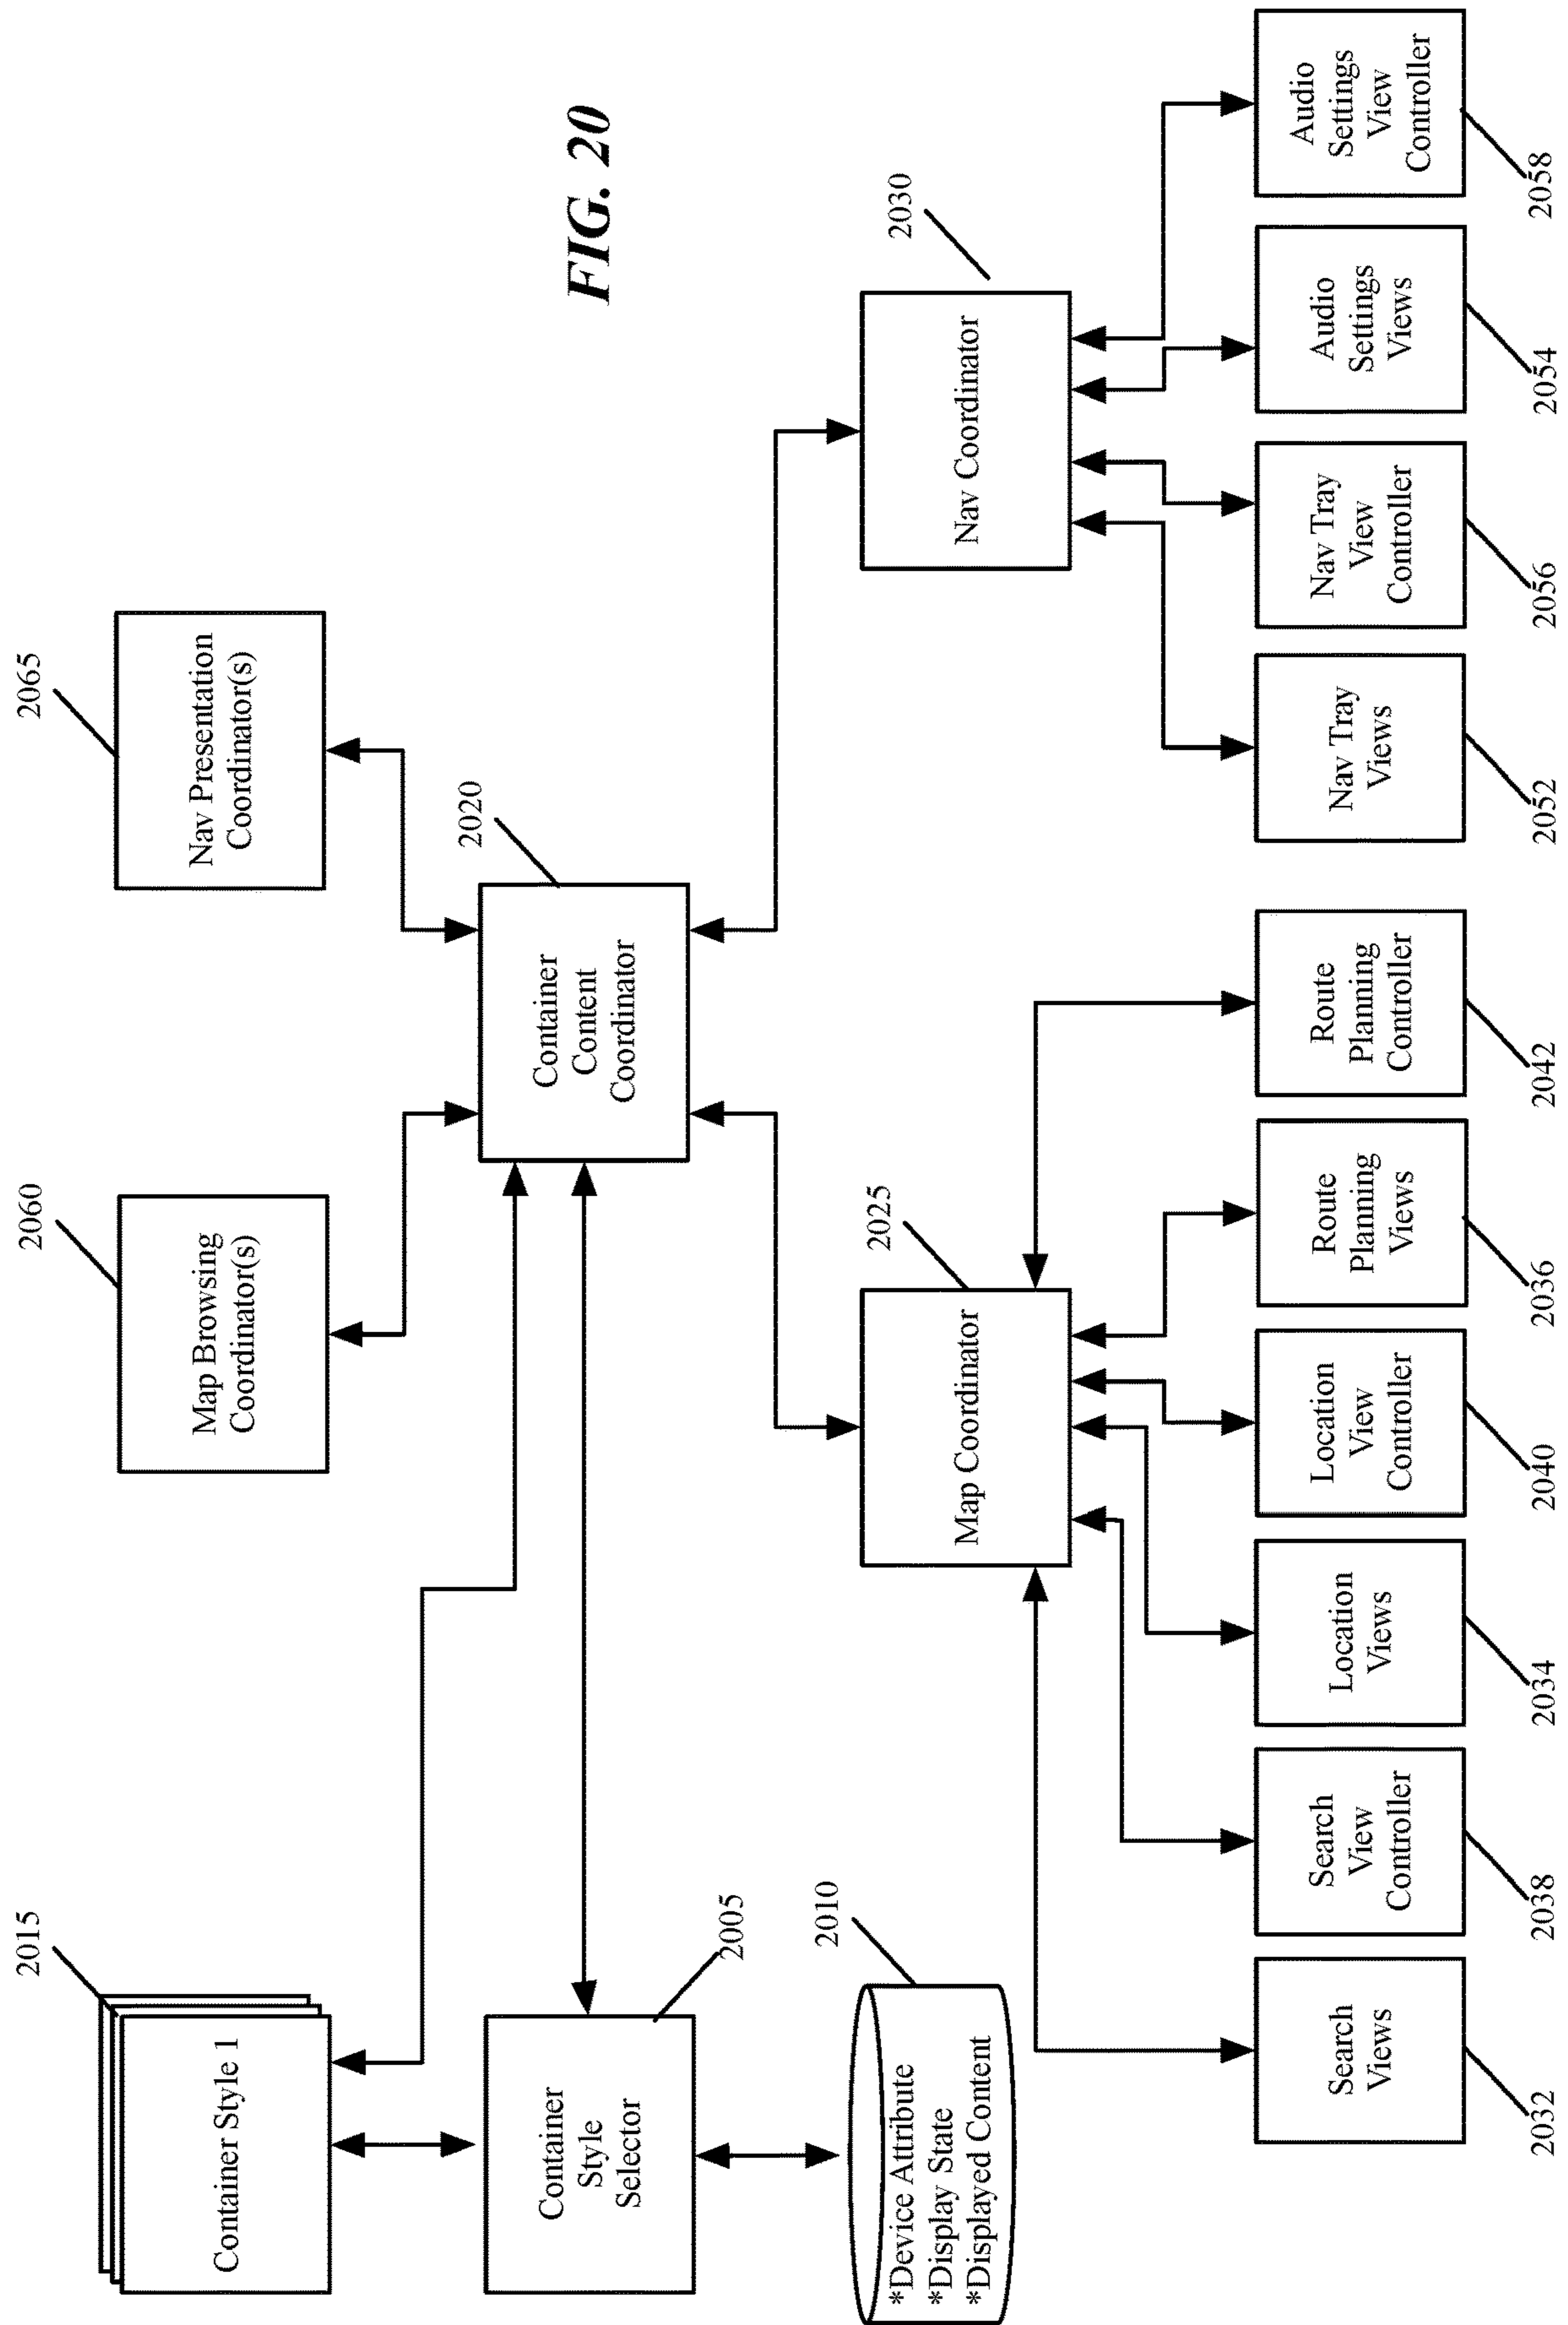 2015
Container Style 1
2060
Map Browsing
Coordinator(s)
2065
Nav Presentation
Coordinator(s)
Container
Style
Selector
2005
Container
Content
Coordinator
2020
FIG. 20
*Device Attribute
*Display State
*Displayed Content
2010
Map Coordinator
2025
Nav Coordinator
2030
Search
Views
2032
Search
View
Controller
2038
Location
Views
2034
Location
View
Controller
2040
Route
Planning
Views
2036
Route
Planning
Controller
2042
Nav Tray
Views
2052
Nav Tray
View
Controller
2056
Audio
Settings
Views
2054
Audio
Settings
View
Controller
2058